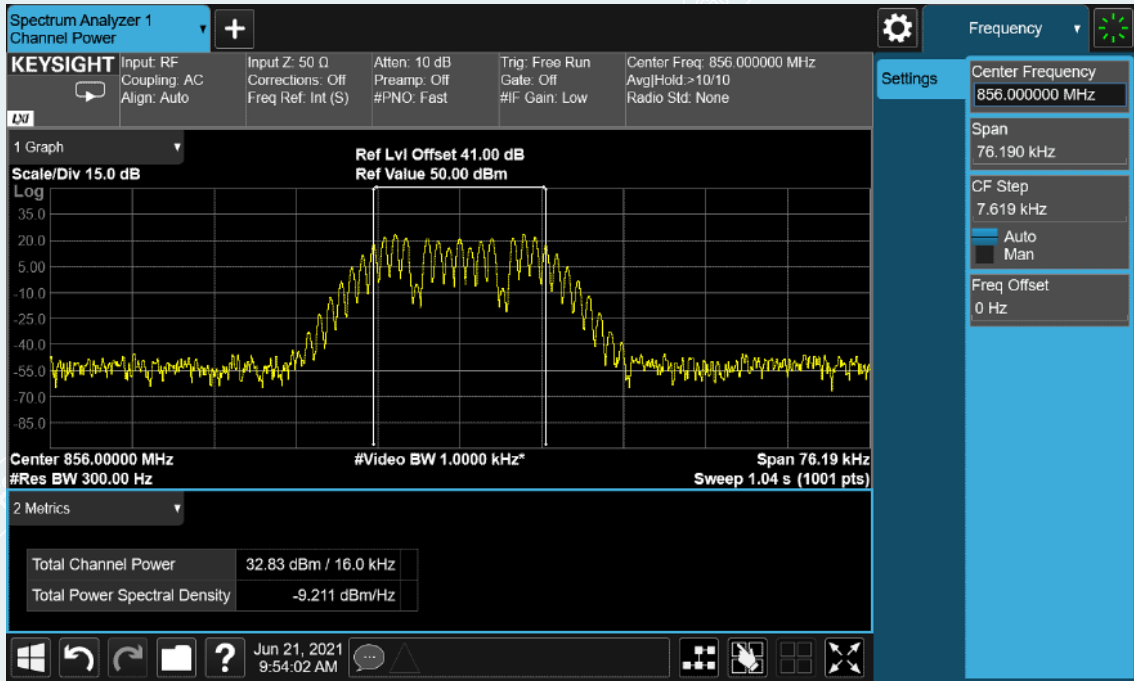 Spectrum Analyzer 1
Channel Power
+
Frequency
KEYSIGHT
LXI
Input: RF
Coupling: AC
Align: Auto
Input Z: 50 Ω
Corrections: Off
Freq Ref: Int (S)
Atten: 10 dB
Preamp: Off
#PNO: Fast
Trig: Free Run
Gate: Off
#IF Gain: Low
Center Freq: 856.000000 MHz
Avg|Hold:>10/10
Radio Std: None
Settings
Center Frequency
856.000000 MHz
Span
76.190 kHz
CF Step
7.619 kHz
Auto
Man
Freq Offset
0 Hz
1 Graph
Scale/Div 15.0 dB
Ref Lvl Offset 41.00 dB
Ref Value 50.00 dBm
Log
35.0
20.0
5.00
-10.0
-25.0
-40.0
-55.0
-70.0
-85.0
Center 856.00000 MHz
#Video BW 1.0000 kHz*
Span 76.19 kHz
#Res BW 300.00 Hz
Sweep 1.04 s (1001 pts)
2 Metrics
Total Channel Power 32.83 dBm / 16.0 kHz
Total Power Spectral Density -9.211 dBm/Hz
?
Jun 21, 2021
9:54:02 AM